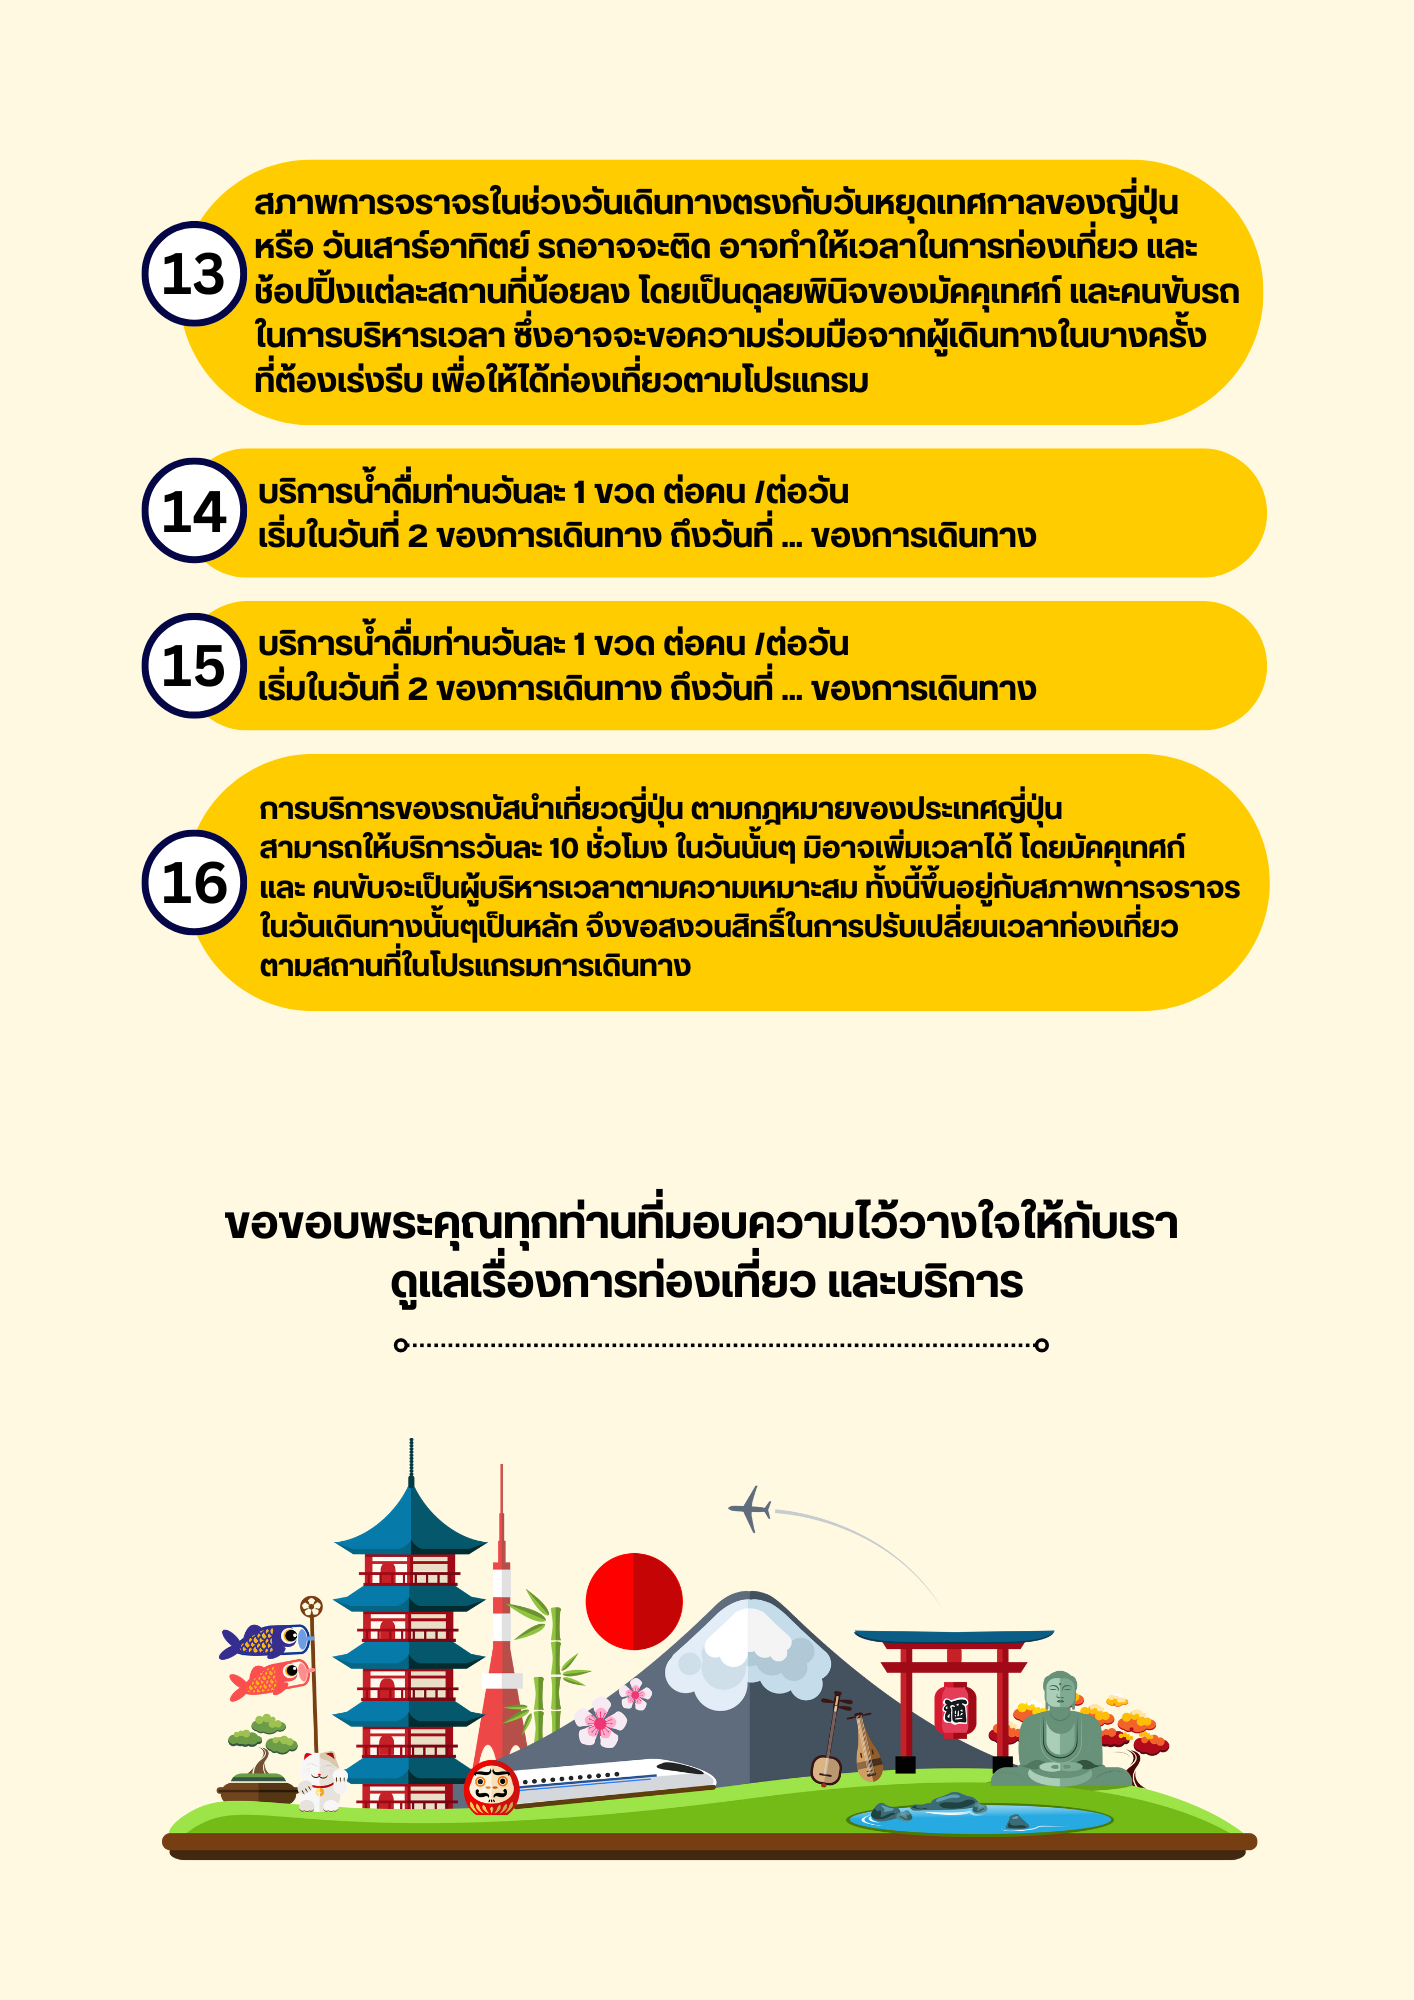 13
สภาพการจราจรในช่วงวันเดินทางตรงกับวันหยุดเทศกาลของญี่ปุ่น
หรือ วันเสาร์อาทิตย์ รถอาจจะติด อาจทำให้เวลาในการท่องเที่ยว และ
ช้อปปิ้งแต่ละสถานที่น้อยลง โดยเป็นดุลยพินิจของมัคคุเทศก์ และคนขับรถ
ในการบริหารเวลา ซึ่งอาจจะขอความร่วมมือจากผู้เดินทางในบางครั้ง
ที่ต้องเร่งรีบ เพื่อให้ได้ท่องเที่ยวตามโปรแกรม
14
บริการน้ำดื่มท่านวันละ 1 ขวด ต่อคน /ต่อวัน
เริ่มในวันที่ 2 ของการเดินทาง ถึงวันที่ ... ของการเดินทาง
15
บริการน้ำดื่มท่านวันละ 1 ขวด ต่อคน /ต่อวัน
เริ่มในวันที่ 2 ของการเดินทาง ถึงวันที่ ... ของการเดินทาง
16
การบริการของรถบัสนำเที่ยวญี่ปุ่น ตามกฎหมายของประเทศญี่ปุ่น
สามารถให้บริการวันละ 10 ชั่วโมง ในวันนั้นๆ มิอาจเพิ่มเวลาได้ โดยมัคคุเทศก์
และ คนขับจะเป็นผู้บริหารเวลาตามความเหมาะสม ทั้งนี้ขึ้นอยู่กับสภาพการจราจร
ในวันเดินทางนั้นๆเป็นหลัก จึงขอสงวนสิทธิ์ในการปรับเปลี่ยนเวลาท่องเที่ยว
ตามสถานที่ในโปรแกรมการเดินทาง
ขอขอบพระคุณทุกท่านที่มอบความไว้วางใจให้กับเรา
ดูแลเรื่องการท่องเที่ยว และบริการ
酒